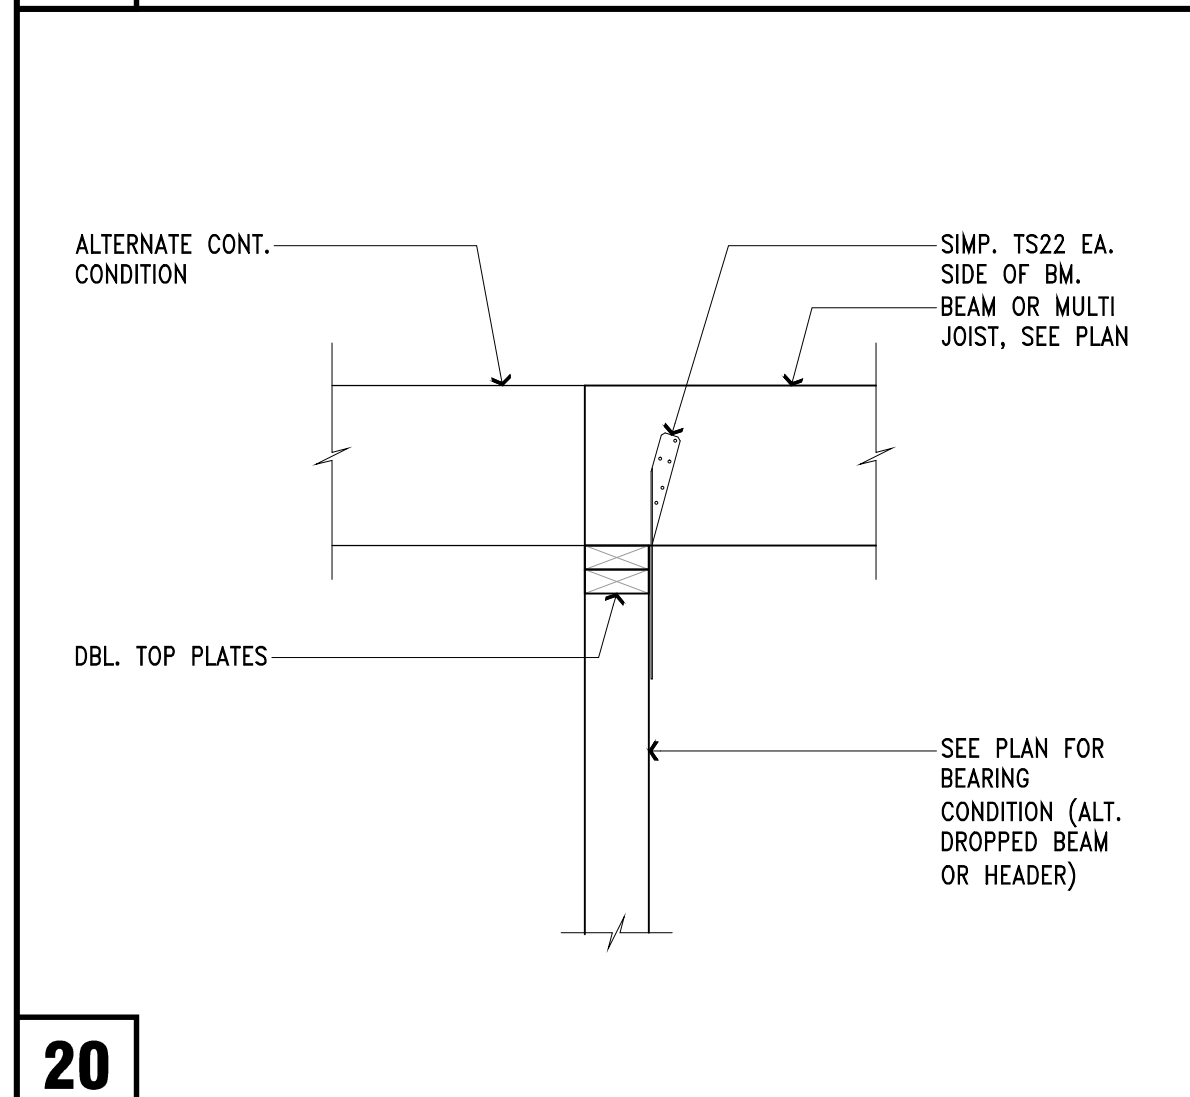 ALTERNATE CONT.
CONDITION
SIMP. TS22 EA.
SIDE OF BM.
BEAM OR MULTI
JOIST, SEE PLAN
DBL. TOP PLATES
SEE PLAN FOR
BEARING
CONDITION (ALT.
DROPPED BEAM
OR HEADER)
20